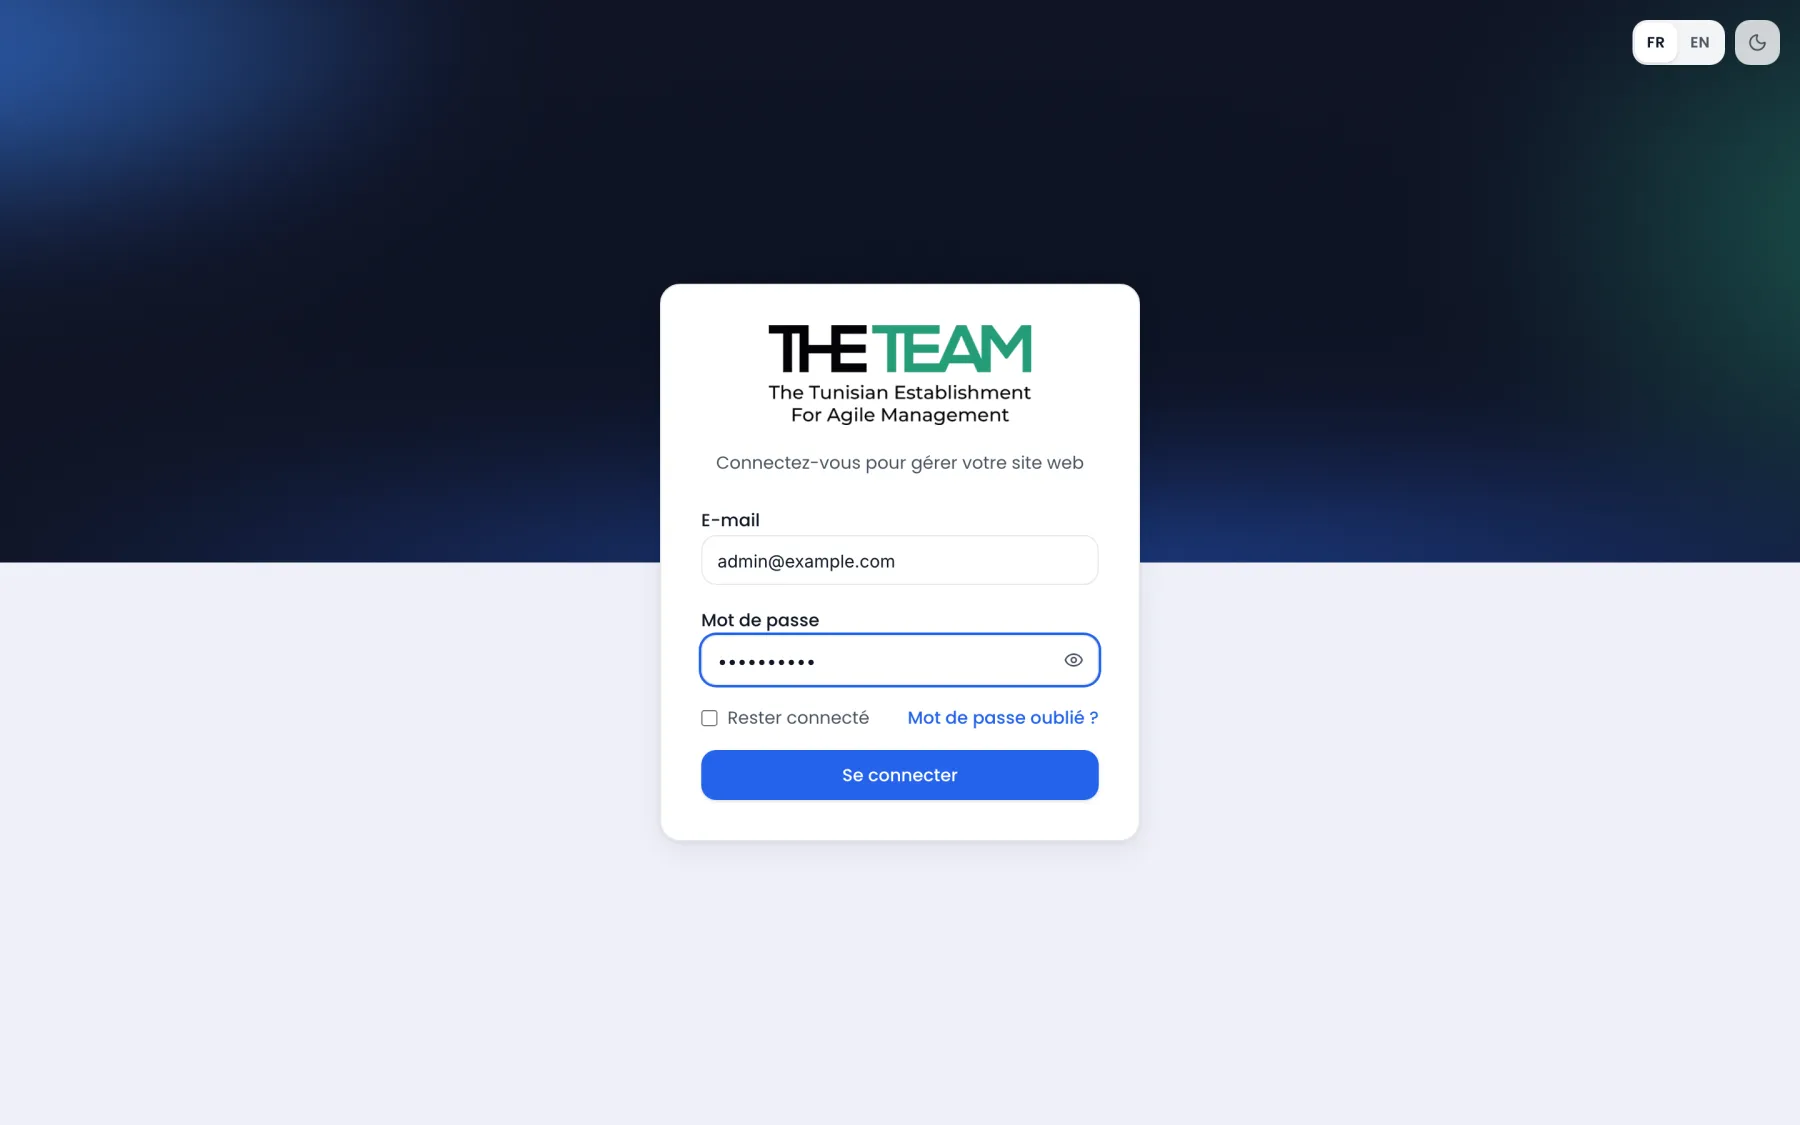 FR EN
THE TEAM
The Tunisian Establishment
For Agile Management
Connectez-vous pour gérer votre site web
E-mail
admin@example.com
Mot de passe
••••••••••
Rester connecté Mot de passe oublié ?
Se connecter